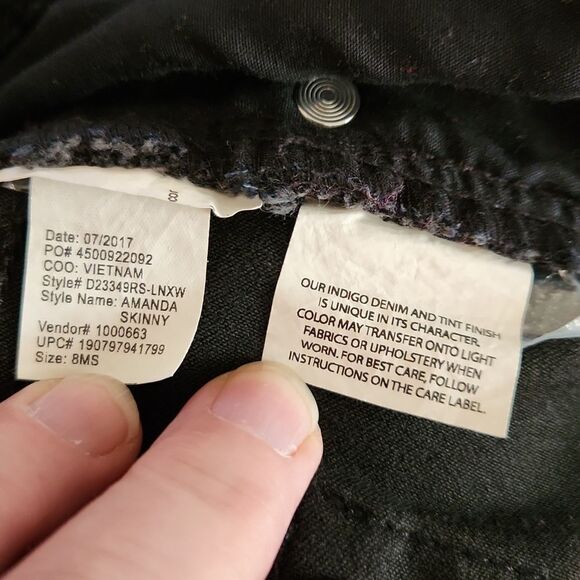 Date: 07/2017
PO# 4500922092
COO: VIETNAM
Style# D23349RS-LNXW
Style Name: AMANDA
SKINNY
Vendor# 1000663
UPC# 190797941799
Size: 8MS
OUR INDIGO DENIM AND TINT FINISH
IS UNIQUE IN ITS CHARACTER.
COLOR MAY TRANSFER ONTO LIGHT
FABRICS OR UPHOLSTERY WHEN
WORN. FOR BEST CARE, FOLLOW
INSTRUCTIONS ON THE CARE LABEL.